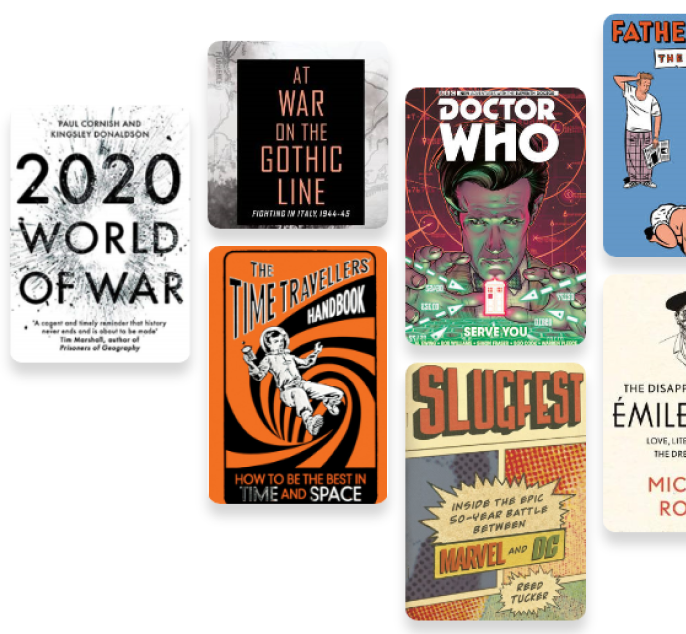 PAUL CORNISH AND
KINGSLEY DONALDSON
2020
WORLD
OF WAR
'A cogent and timely reminder that history
never ends and is about to be made'
Tim Marshall, author of
Prisoners of Geography
AT
WAR
ON THE
GOTHIC
LINE
FIGHTING IN ITALY, 1944-45
THE
TIME TRAVELLERS
HANDBOOK
HOW TO BE THE BEST IN
TIME AND SPACE
DOCTOR
WHO
SERVE YOU
SLUGFEST
INSIDE THE EPIC
50-YEAR BATTLE
BETWEEN
MARVEL AND DC
REED
TUCKER
FATHE
THE
THE DISAPP
ÉMILE
LOVE, LITE
THE DRE
MIC
RO